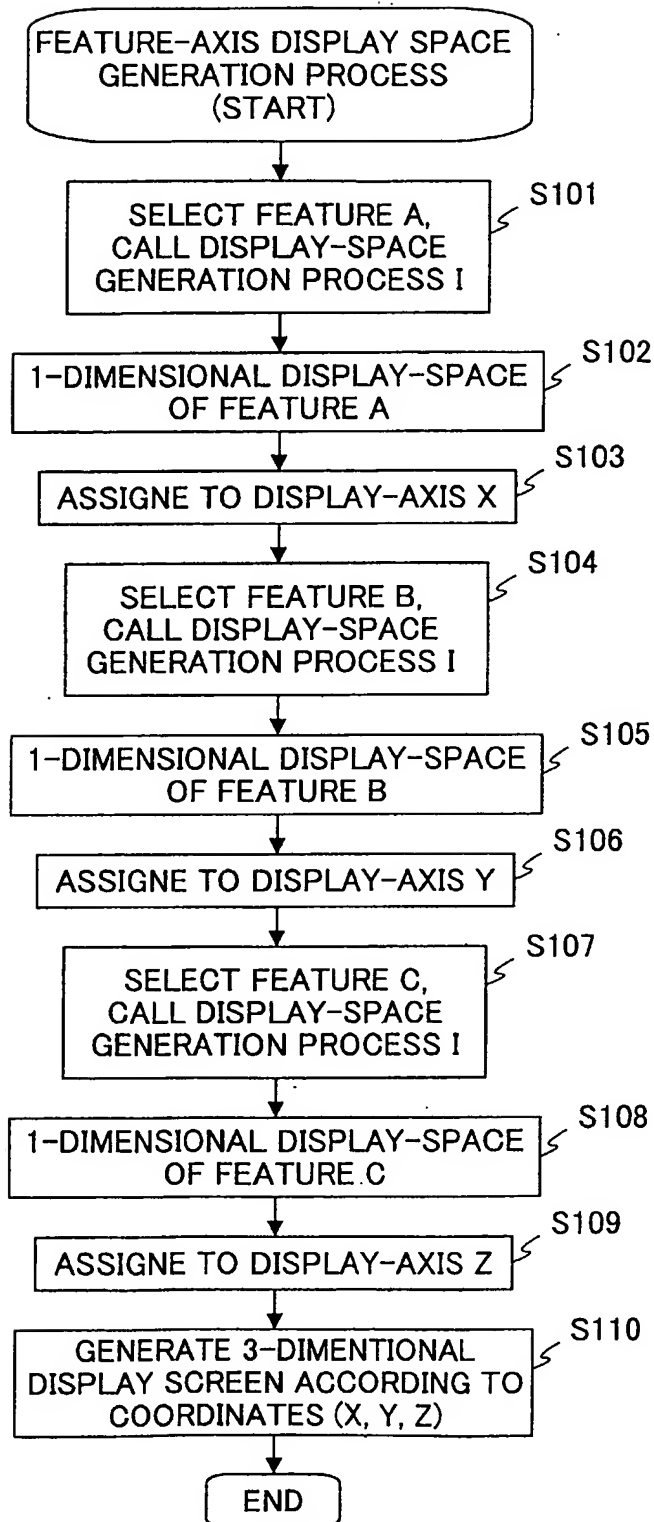 FEATURE-AXIS DISPLAY SPACE
GENERATION PROCESS
(START)
S101
SELECT FEATURE A,
CALL DISPLAY-SPACE
GENERATION PROCESS I
S102
1-DIMENSIONAL DISPLAY-SPACE
OF FEATURE A
S103
ASSIGNE TO DISPLAY-AXIS X
S104
SELECT FEATURE B,
CALL DISPLAY-SPACE
GENERATION PROCESS I
S105
1-DIMENSIONAL DISPLAY-SPACE
OF FEATURE B
S106
ASSIGNE TO DISPLAY-AXIS Y
S107
SELECT FEATURE C,
CALL DISPLAY-SPACE
GENERATION PROCESS I
S108
1-DIMENSIONAL DISPLAY-SPACE
OF FEATURE C
S109
ASSIGNE TO DISPLAY-AXIS Z
S110
GENERATE 3-DIMENTIONAL
DISPLAY SCREEN ACCORDING TO
COORDINATES (X, Y, Z)
END